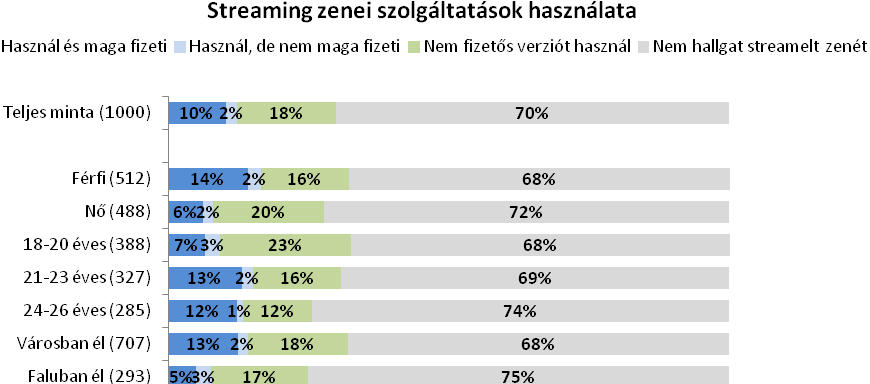 Streaming zenei szolgáltatások használata
Használ és maga fizeti Használ, de nem maga fizeti Nem fizetős verziót használ Nem hallgat streamelt zenét
Teljes minta (1000) 10% 2% 18% 70%
Férfi (512) 14% 2% 16% 68%
Nő (488) 6% 2% 20% 72%
18-20 éves (388) 7% 3% 23% 68%
21-23 éves (327) 13% 2% 16% 69%
24-26 éves (285) 12% 1% 12% 74%
Városban él (707) 13% 2% 18% 68%
Faluban él (293) 5% 3% 17% 75%